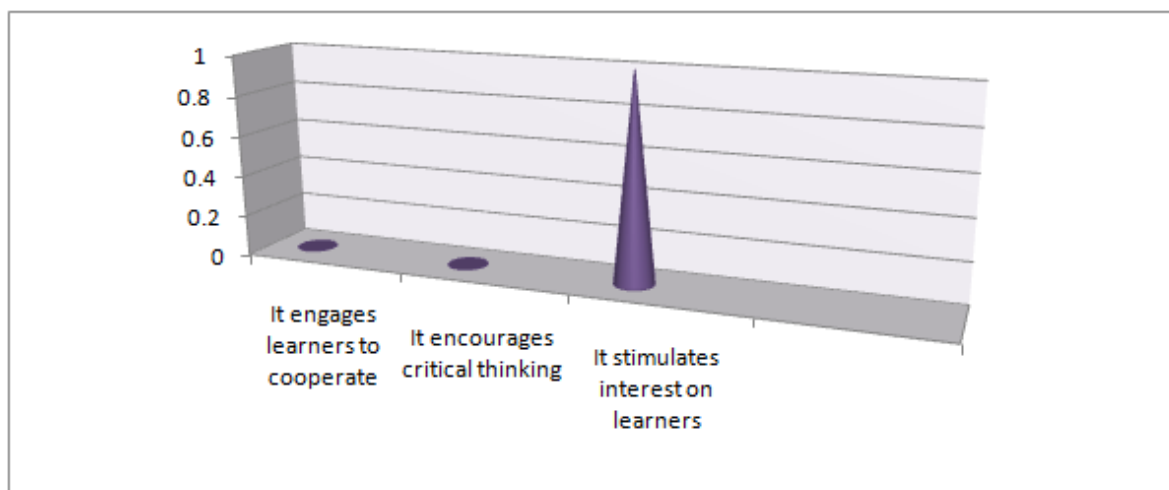 1
0.8
0.6
0.4
0.2
0
It engages
learners to
cooperate
It encourages
critical thinking
It stimulates
interest on
learners